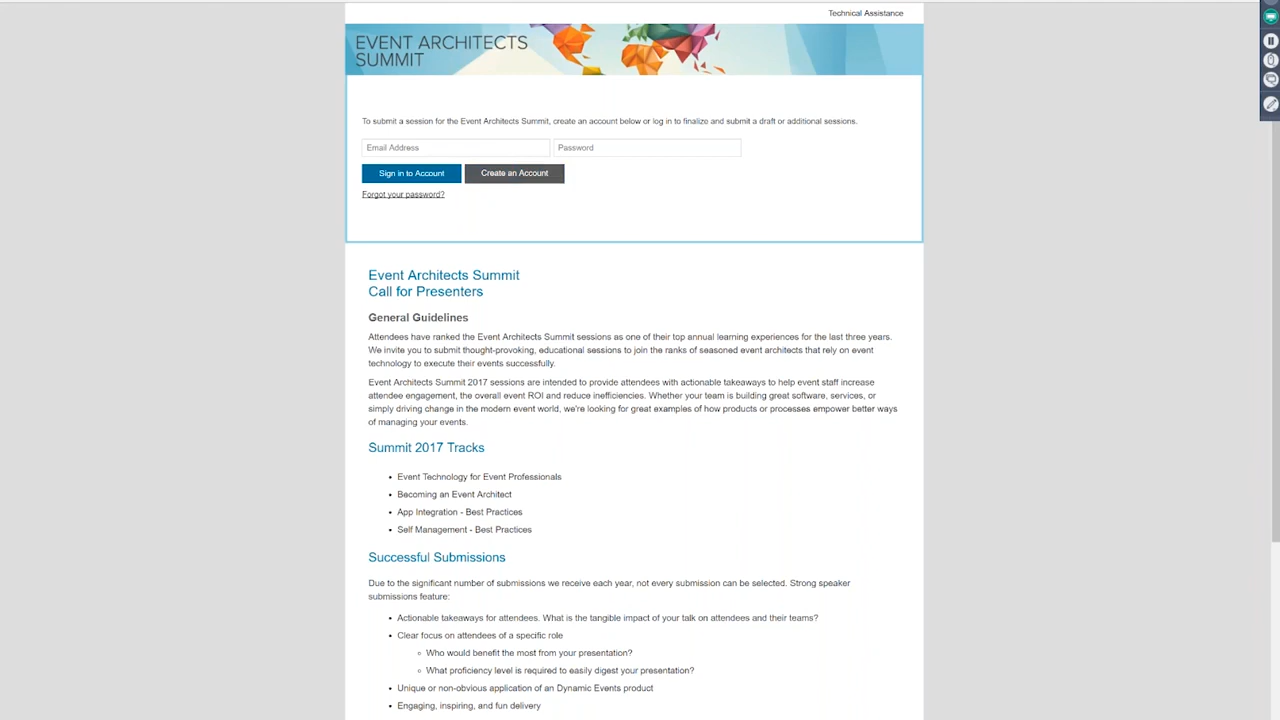 Technical Assistance
EVENT ARCHITECTS
SUMMIT
To submit a session for the Event Architects Summit, create an account below or log in to finalize and submit a draft or additional sessions.
Email Address
Password
Sign in to Account
Create an Account
Forgot your password?
Event Architects Summit
Call for Presenters
General Guidelines
Attendees have ranked the Event Architects Summit sessions as one of their top annual learning experiences for the last three years.
We invite you to submit thought-provoking, educational sessions to join the ranks of seasoned event architects that rely on event
technology to execute their events successfully.
Event Architects Summit 2017 sessions are intended to provide attendees with actionable takeaways to help event staff increase
attendee engagement, the overall event ROI and reduce inefficiencies. Whether your team is building great software, services, or
simply driving change in the modern event world, we're looking for great examples of how products or processes empower better ways
of managing your events.
Summit 2017 Tracks
• Event Technology for Event Professionals
• Becoming an Event Architect
• App Integration - Best Practices
• Self Management - Best Practices
Successful Submissions
Due to the significant number of submissions we receive each year, not every submission can be selected. Strong speaker
submissions feature:
• Actionable takeaways for attendees. What is the tangible impact of your talk on attendees and their teams?
• Clear focus on attendees of a specific role
◦ Who would benefit the most from your presentation?
◦ What proficiency level is required to easily digest your presentation?
• Unique or non-obvious application of an Dynamic Events product
• Engaging, inspiring, and fun delivery